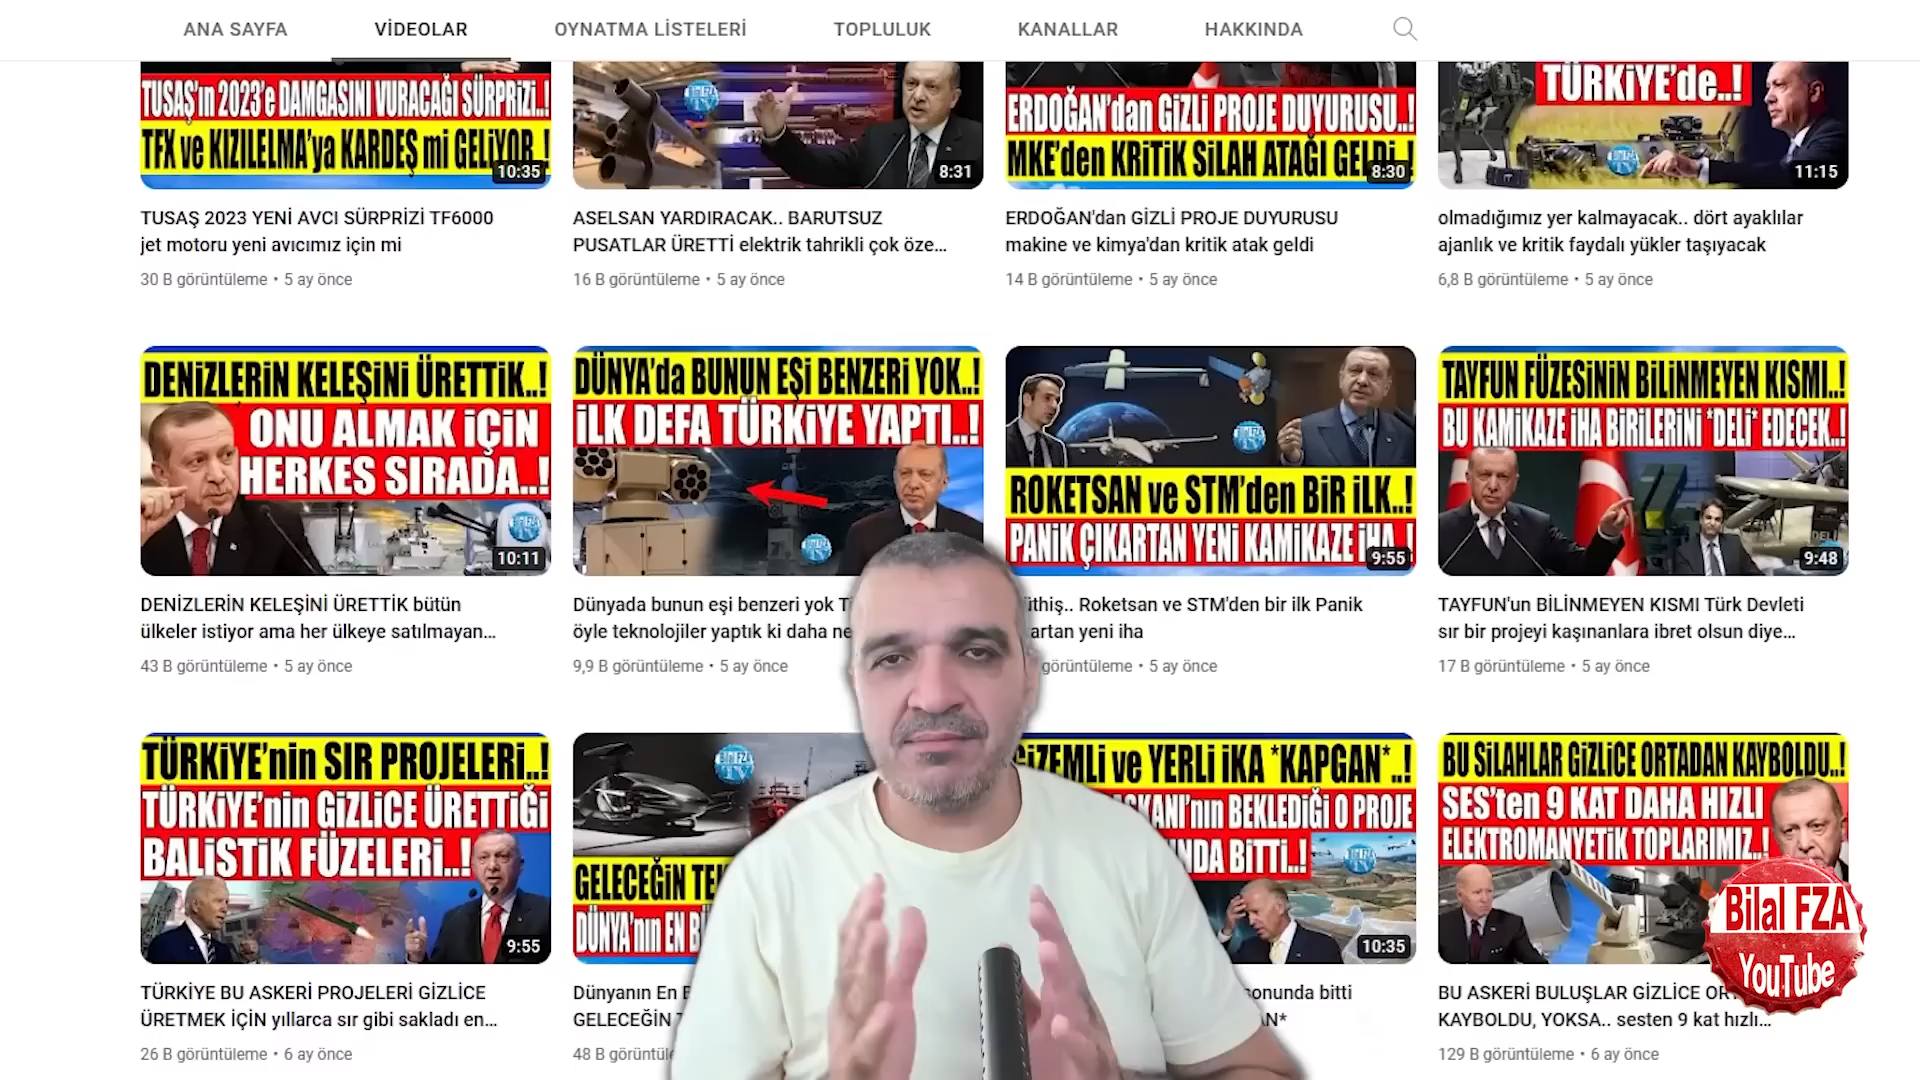 ANA SAYFA
VİDEOLAR
OYNATMA LİSTELERİ
TOPLULUK
KANALLAR
HAKKINDA
TUSAŞ'ın 2023'e DAMGASINI VURACAĞI SÜRPRİZİ..!
TFX ve KIZILELMA'ya KARDEŞ mi GELİYOR..!
10:35
TUSAŞ 2023 YENİ AVCI SÜRPRİZİ TF6000
jet motoru yeni avıcımız için mi
30 B görüntüleme • 5 ay önce
Bilal FZA
8:31
ASELSAN YARDIRACAK.. BARUTSUZ
PUSATLAR ÜRETTİ elektrik tahrikli çok öze…
16 B görüntüleme • 5 ay önce
ERDOĞAN'dan GİZLİ PROJE DUYURUSU..!
MKE'den KRİTİK SİLAH ATAĞI GELDİ..!
8:30
ERDOĞAN'dan GİZLİ PROJE DUYURUSU
makine ve kimya'dan kritik atak geldi
14 B görüntüleme • 5 ay önce
TÜRKİYE'de..!
11:15
olmadığımız yer kalmayacak.. dört ayaklılar
ajanlık ve kritik faydalı yükler taşıyacak
6,8 B görüntüleme • 5 ay önce
DENİZLERİN KELEŞİNİ ÜRETTİK..!
ONU ALMAK İÇİN
HERKES SIRADA..!
10:11
DENİZLERİN KELEŞİNİ ÜRETTİK bütün
ülkeler istiyor ama her ülkeye satılmayan…
43 B görüntüleme • 5 ay önce
DÜNYA'da BUNUN EŞİ BENZERİ YOK..!
İLK DEFA TÜRKİYE YAPTI..!
Dünyada bunun eşi benzeri yok
öyle teknolojiler yaptık ki daha
9,9 B görüntüleme • 5 ay önce
ROKETSAN ve STM'den BİR İLK..!
PANİK ÇIKARTAN YENİ KAMİKAZE İHA..!
9:55
Roketsan ve STM'den bir ilk Panik
yeni iha
görüntüleme • 5 ay önce
TAYFUN FÜZESİNİN BİLİNMEYEN KISMI..!
BU KAMİKAZE İHA BİRİLERİNİ *DELİ* EDECEK..!
9:48
TAYFUN'un BİLİNMEYEN KISMI Türk Devleti
sır bir projeyi kaşınanlara ibret olsun diye…
17 B görüntüleme • 5 ay önce
TÜRKİYE'nin SIR PROJELERİ..!
TÜRKİYE'nin GİZLİCE ÜRETTİĞİ
BALİSTİK FÜZELERİ..!
9:55
TÜRKİYE BU ASKERİ PROJELERİ GİZLİCE
ÜRETMEK İÇİN yıllarca sır gibi sakladı en…
26 B görüntüleme • 6 ay önce
Bilal FZA
TV
GELECEĞİN
DÜNYA'nın EN
Dünyanın En
GELECEĞİN
48 B görüntüle
GİZEMLİ ve YERLİ İKA *KAPGAN*..!
BEKLEDİĞİ O PROJE
BİTTİ..!
10:35
sonunda bitti
BU SİLAHLAR GİZLİCE ORTADAN KAYBOLDU..!
SES'ten 9 KAT DAHA HIZLI
ELEKTROMANYETİK TOPLARIMIZ..!
BU ASKERİ BULUŞLAR GİZLİCE
KAYBOLDU, YOKSA.. sesten 9 kat hızlı…
129 B görüntüleme • 6 ay önce
Bilal FZA
YouTube